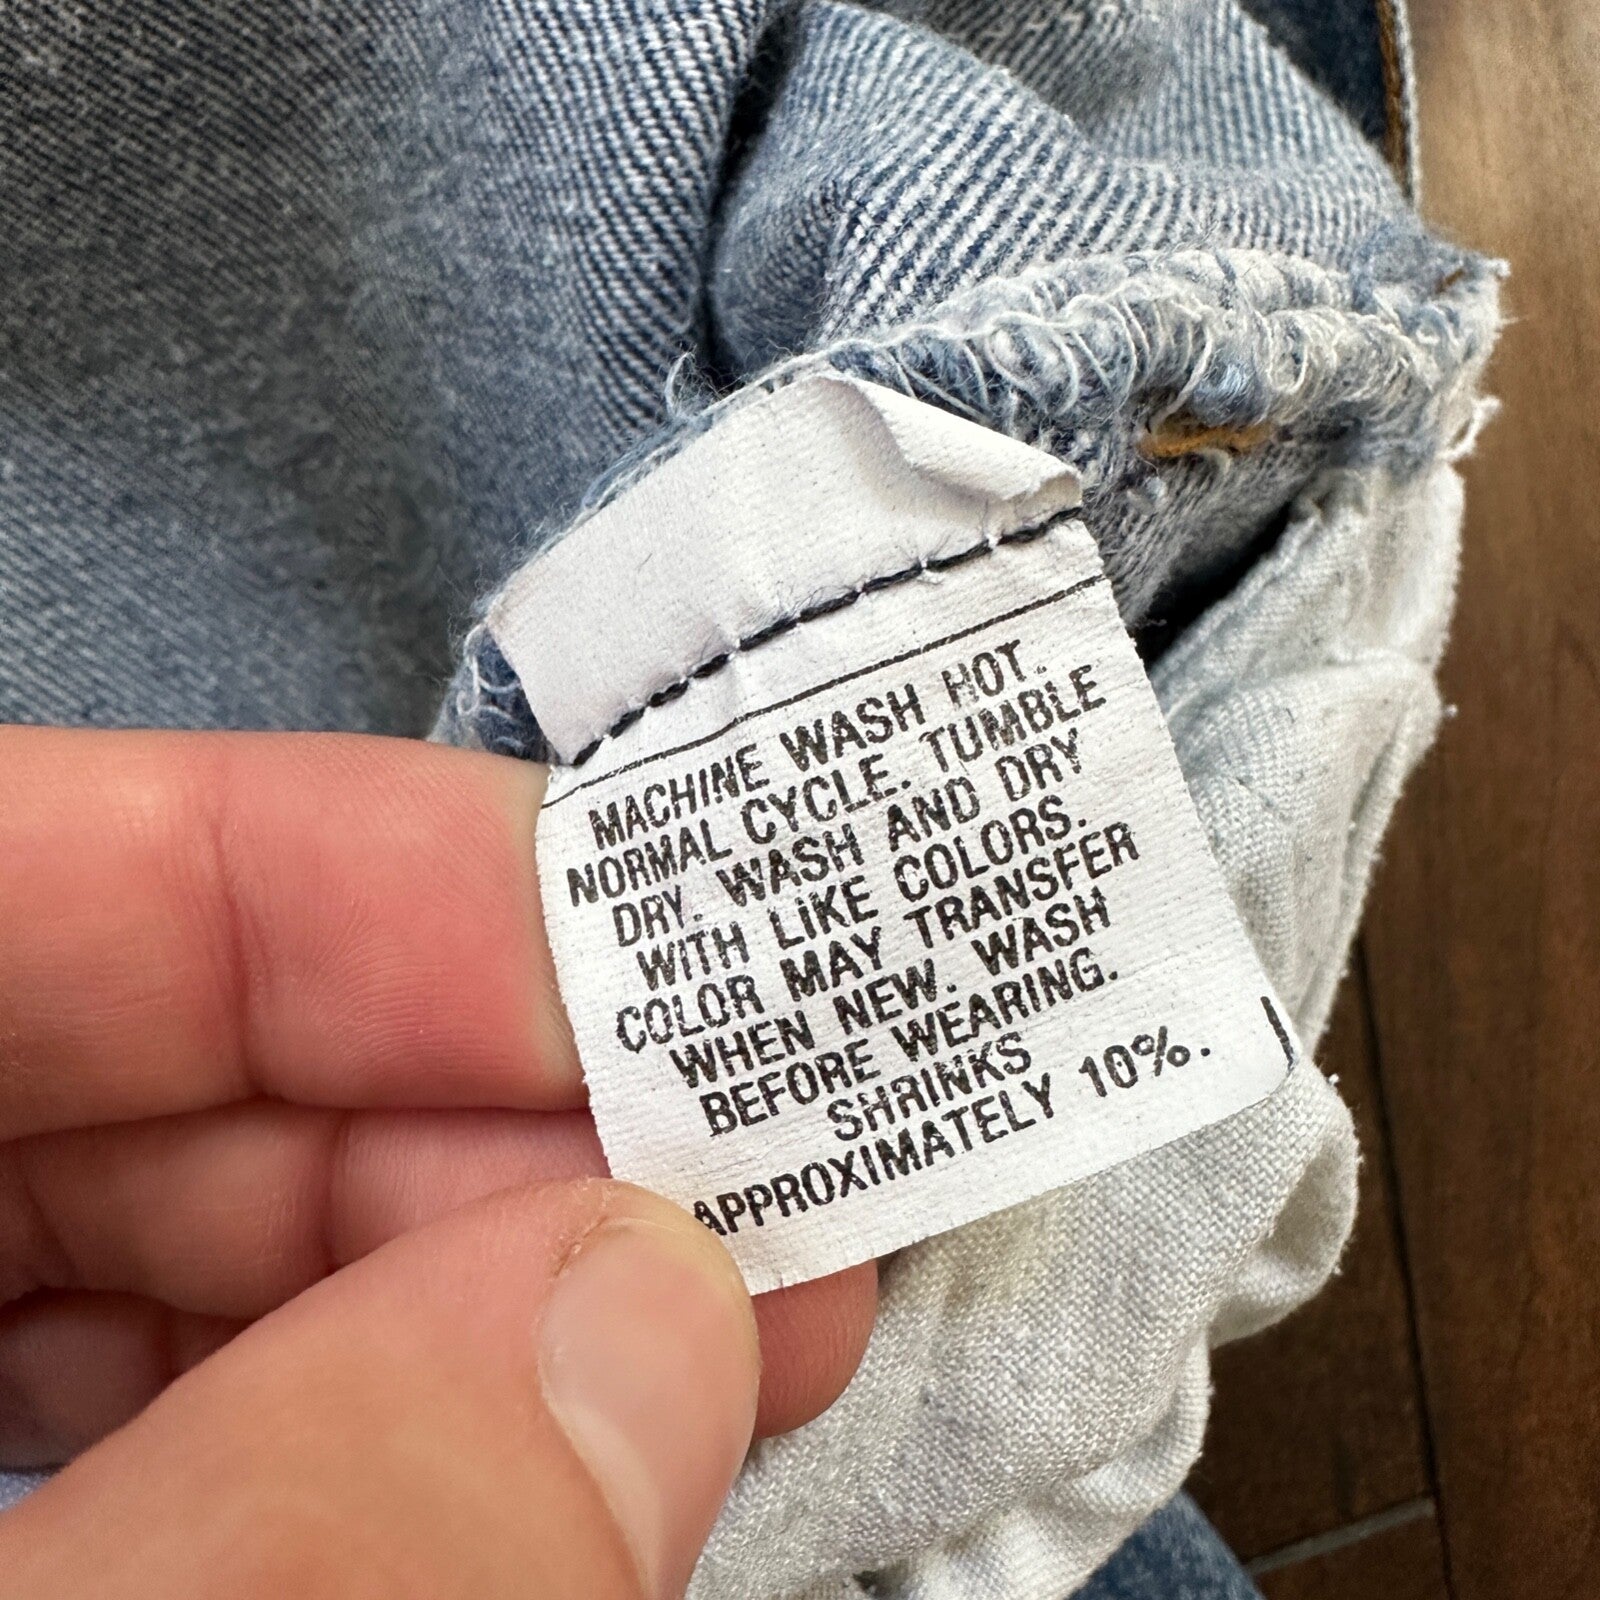 MACHINE WASH HOT.
NORMAL CYCLE. TUMBLE
DRY. WASH AND DRY
WITH LIKE COLORS.
COLOR MAY TRANSFER
WHEN NEW. WASH
BEFORE WEARING.
SHRINKS
APPROXIMATELY 10%.